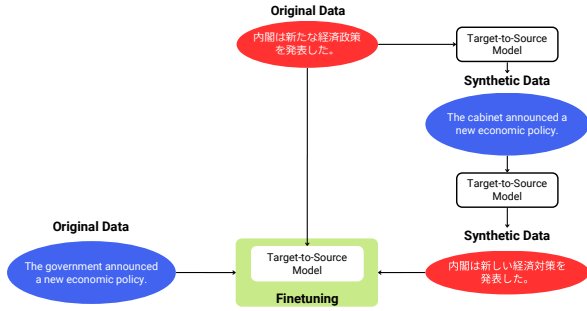 Original Data
内閣は新たな経済政策
を発表した。
Target-to-Source
Model
Synthetic Data
The cabinet announced a
new economic policy.
Target-to-Source
Model
Synthetic Data
内閣は新しい経済対策を
発表した。
Original Data
The government announced
a new economic policy.
Target-to-Source
Model
Finetuning